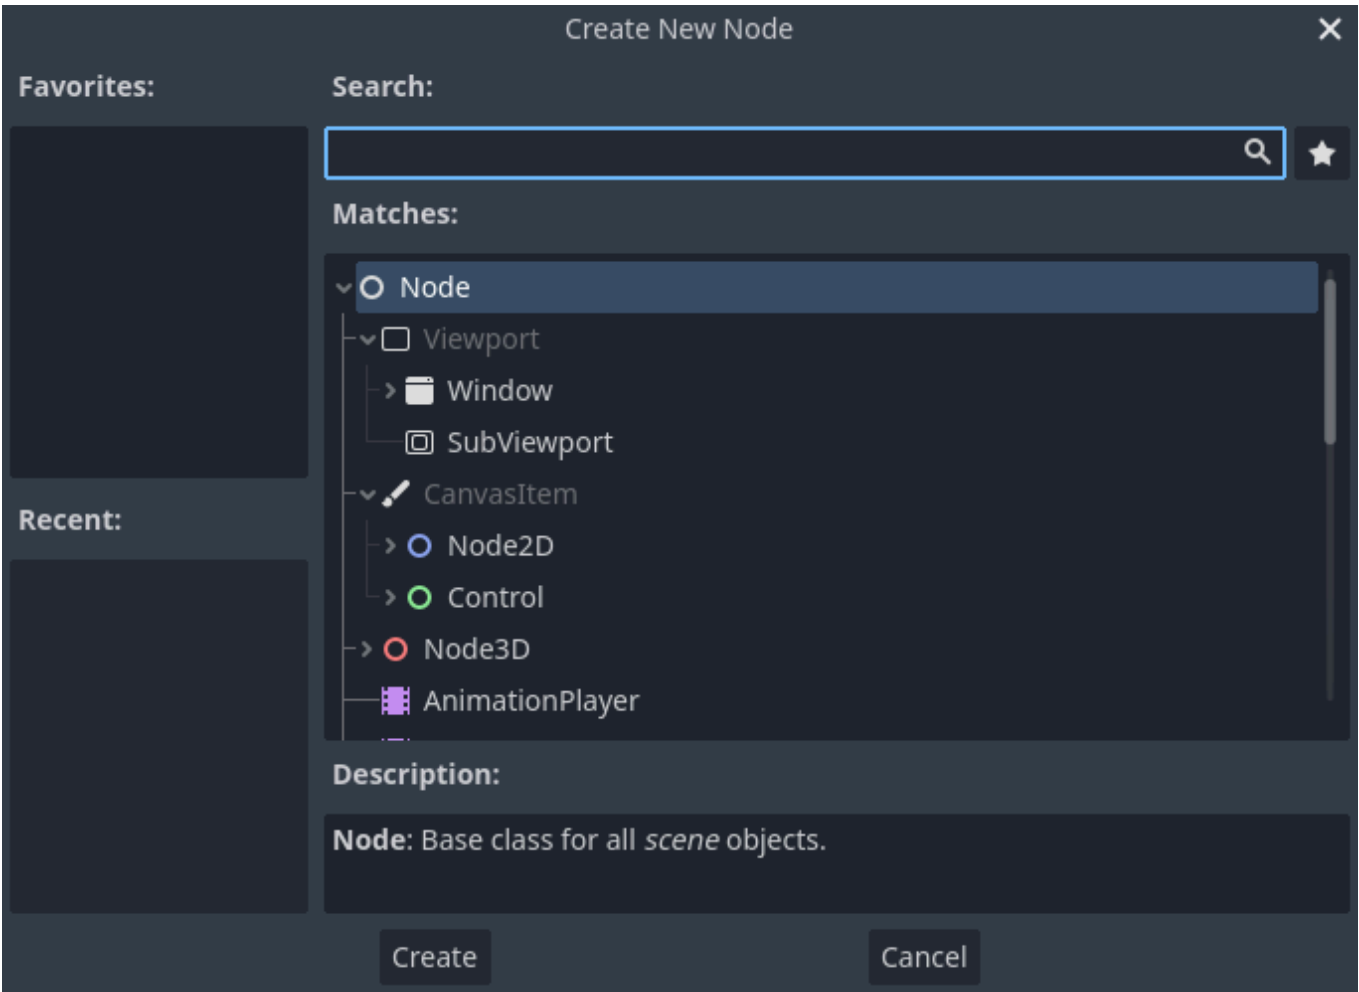 Create New Node
Favorites:
Search:
Matches:
Node
Viewport
Window
SubViewport
CanvasItem
Node2D
Control
Node3D
AnimationPlayer
Recent:
Description:
Node: Base class for all scene objects.
Create
Cancel